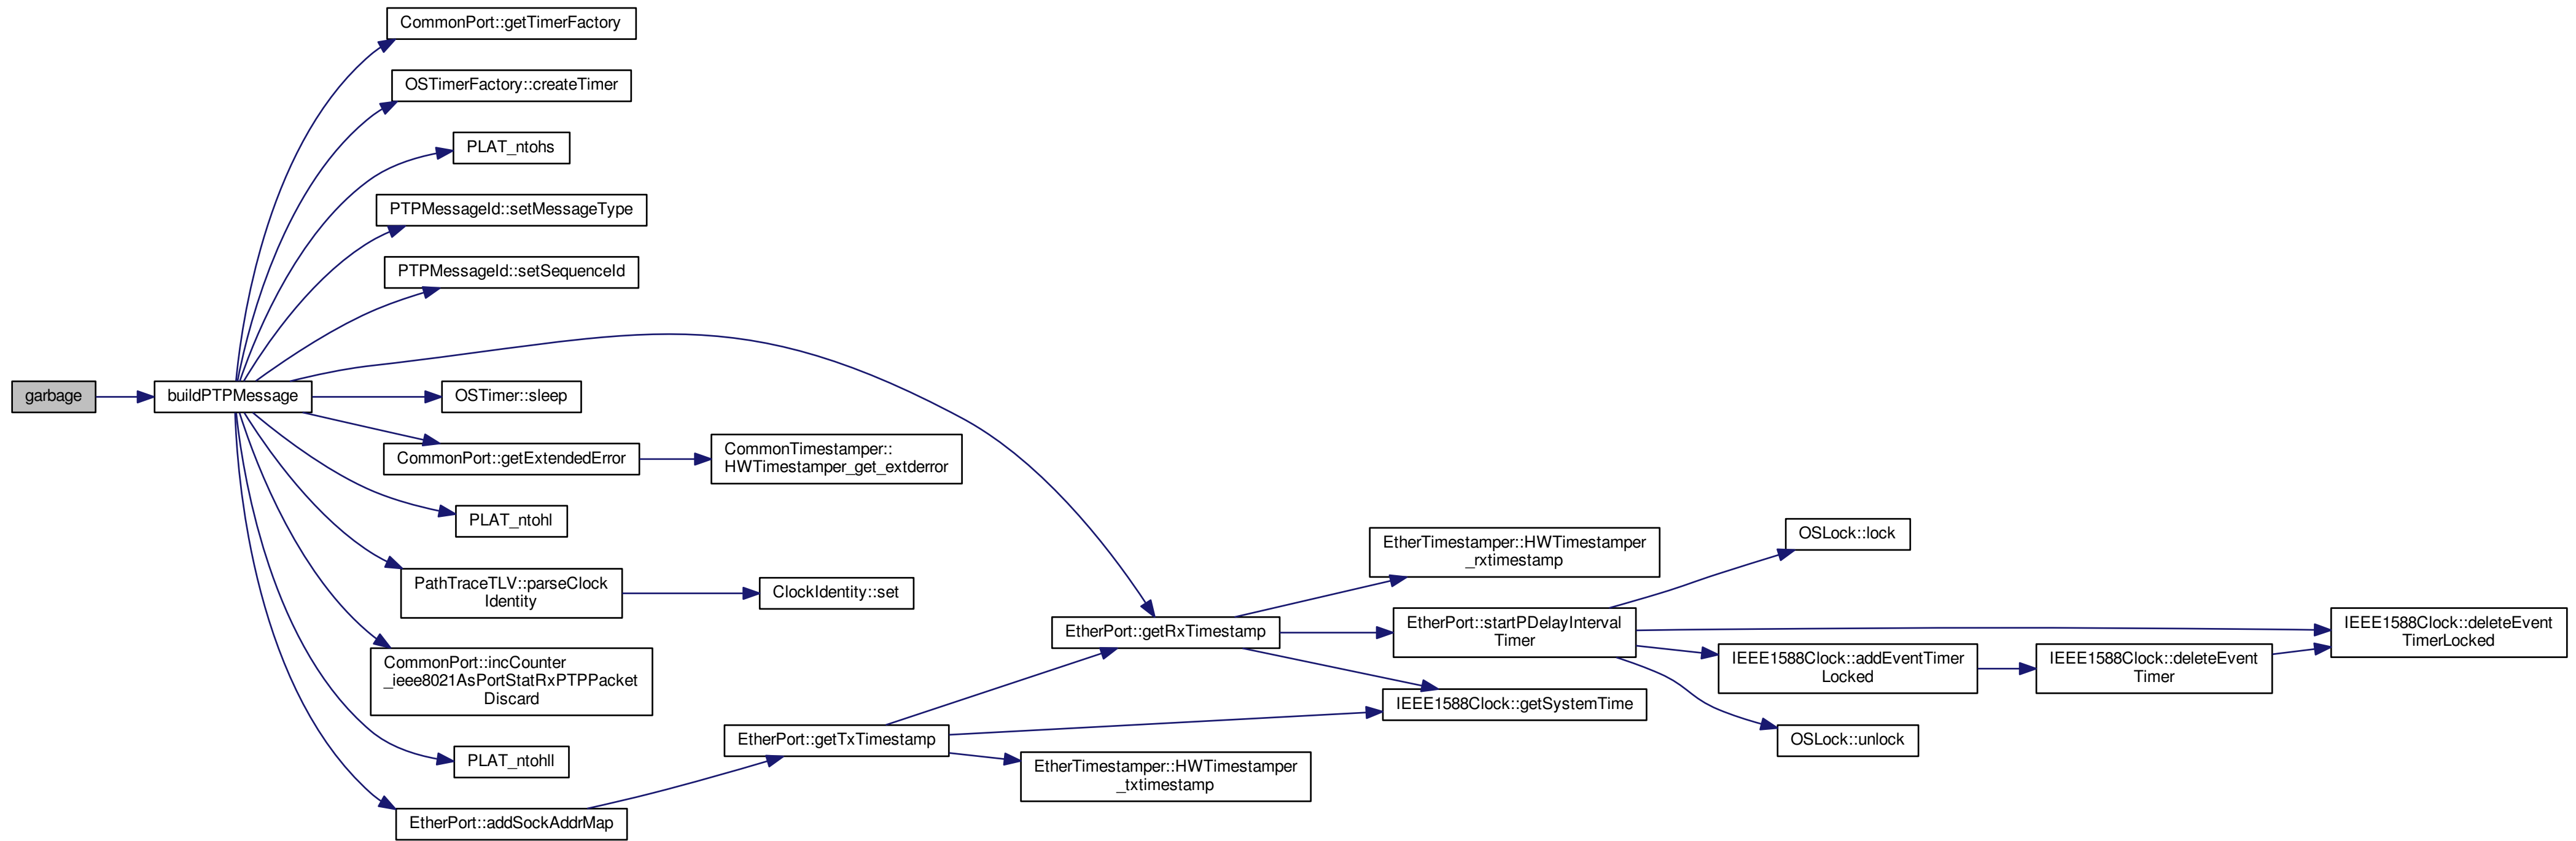 CommonPort::getTimerFactory
OSTimerFactory::createTimer
PLAT_ntohs
PTPMessageId::setMessageType
PTPMessageId::setSequenceId
garbage
buildPTPMessage
OSTimer::sleep
CommonPort::getExtendedError
CommonTimestamper::
HWTimestamper_get_extderror
PLAT_ntohl
PathTraceTLV::parseClock
Identity
ClockIdentity::set
CommonPort::incCounter
_ieee8021AsPortStatRxPTPPacket
Discard
PLAT_ntohll
EtherPort::addSockAddrMap
EtherPort::getTxTimestamp
EtherPort::getRxTimestamp
EtherTimestamper::HWTimestamper
_txtimestamp
EtherTimestamper::HWTimestamper
_rxtimestamp
EtherPort::startPDelayInterval
Timer
IEEE1588Clock::getSystemTime
OSLock::lock
IEEE1588Clock::addEventTimer
Locked
OSLock::unlock
IEEE1588Clock::deleteEvent
Timer
IEEE1588Clock::deleteEvent
TimerLocked